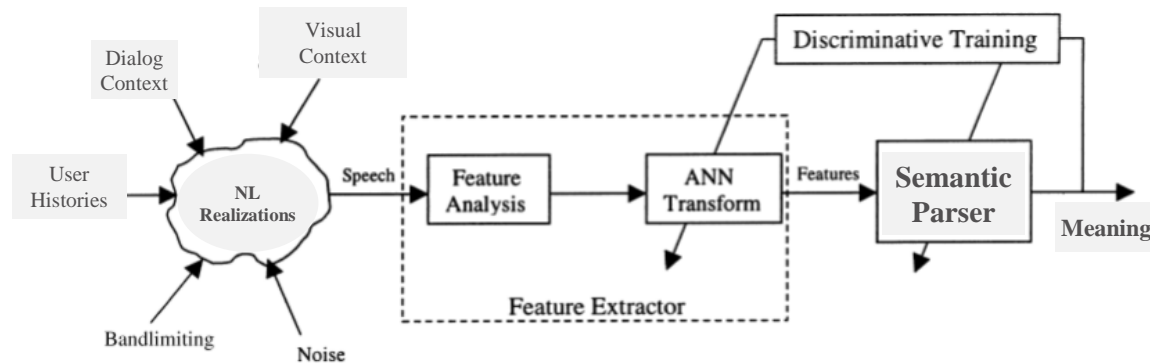 Visual
Context
Dialog
Context
User
Histories
NL
Realizations
Bandlimiting
Noise
Speech
Feature
Analysis
ANN
Transform
Feature Extractor
Features
Discriminative Training
Semantic
Parser
Meaning